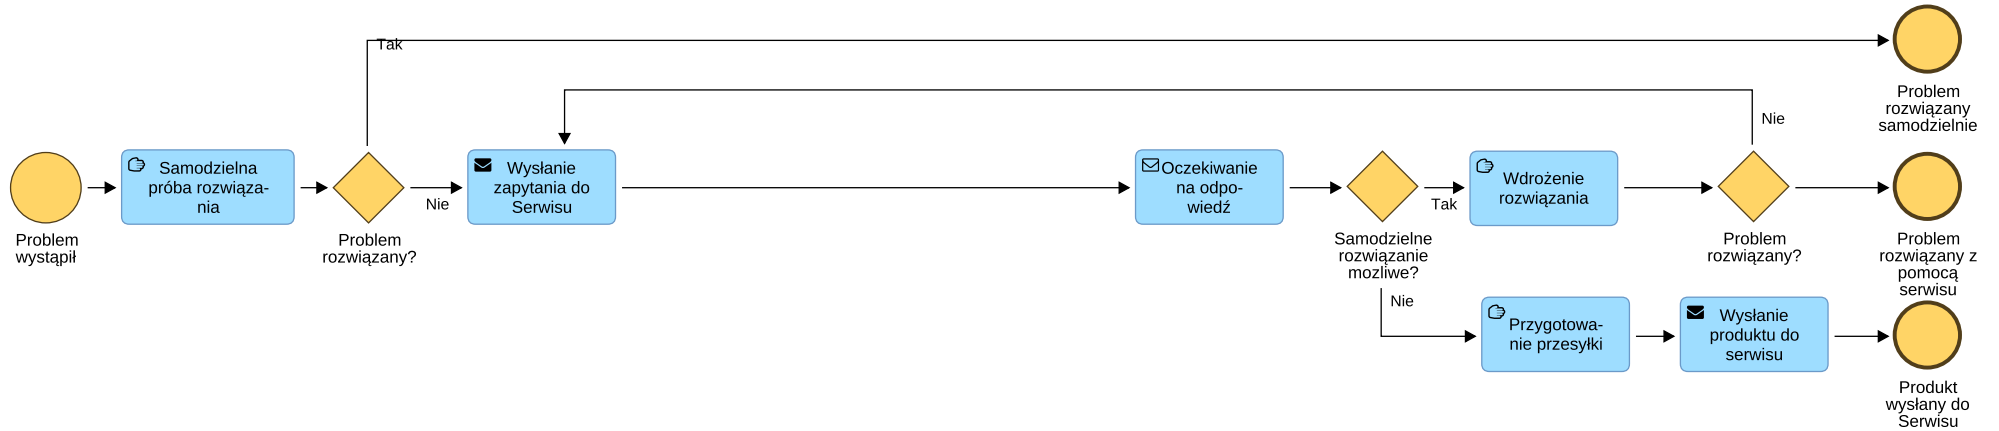 Tak
Problem
rozwiązany
samodzielnie
Nie
Problem
wystąpił
Samodzielna
próba rozwiąza-
nia
Problem
rozwiązany?
Nie
Wysłanie
zapytania do
Serwisu
Oczekiwanie
na odpo-
wiedź
Samodzielne
rozwiązanie
mozliwe?
Tak
Wdrożenie
rozwiązania
Problem
rozwiązany?
Problem
rozwiązany z
pomocą
serwisu
Nie
Przygotowa-
nie przesyłki
Wysłanie
produktu do
serwisu
Produkt
wysłany do
Serwisu